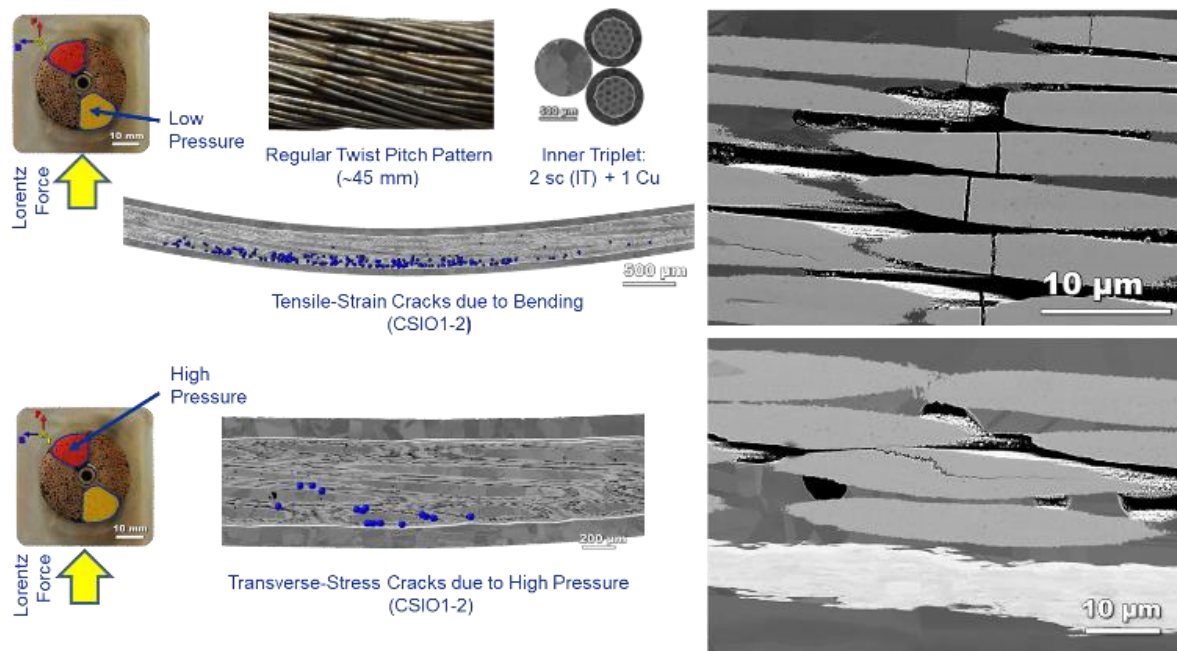 Low
Pressure
Lorentz
Force
10 mm
Regular Twist Pitch Pattern
(~45 mm)
500 µm
Inner Triplet:
2 sc (IT) + 1 Cu
500 µm
Tensile-Strain Cracks due to Bending
(CSIO1-2)
10 µm
High
Pressure
Lorentz
Force
10 mm
200 µm
Transverse-Stress Cracks due to High Pressure
(CSIO1-2)
10 µm